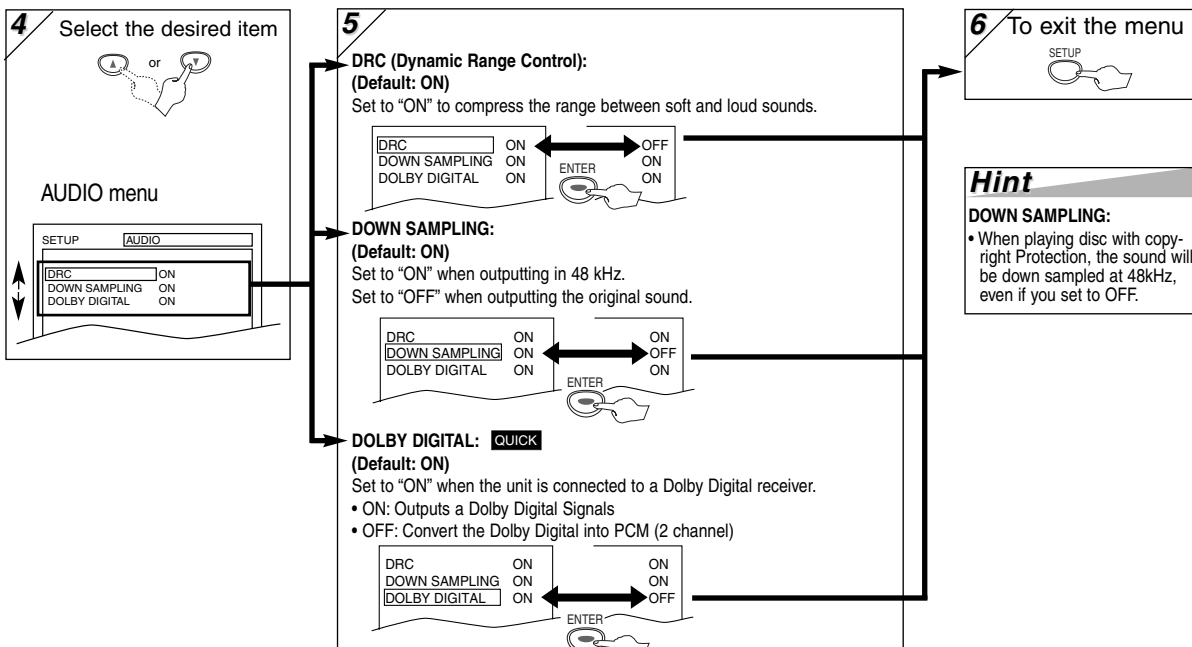 4 Select the desired item
▲ or ▼
AUDIO menu
SETUP AUDIO
DRC ON
DOWN SAMPLING ON
DOLBY DIGITAL ON
5
DRC (Dynamic Range Control):
(Default: ON)
Set to “ON” to compress the range between soft and loud sounds.
DRC ON OFF
DOWN SAMPLING ON ON
DOLBY DIGITAL ON ON
ENTER
DOWN SAMPLING:
(Default: ON)
Set to “ON” when outputting in 48 kHz.
Set to “OFF” when outputting the original sound.
DRC ON ON
DOWN SAMPLING ON OFF
DOLBY DIGITAL ON ON
ENTER
DOLBY DIGITAL: QUICK
(Default: ON)
Set to “ON” when the unit is connected to a Dolby Digital receiver.
• ON: Outputs a Dolby Digital Signals
• OFF: Convert the Dolby Digital into PCM (2 channel)
DRC ON ON
DOWN SAMPLING ON ON
DOLBY DIGITAL ON OFF
ENTER
6 To exit the menu
SETUP
Hint
DOWN SAMPLING:
• When playing disc with copy-
right Protection, the sound will
be down sampled at 48kHz,
even if you set to OFF.